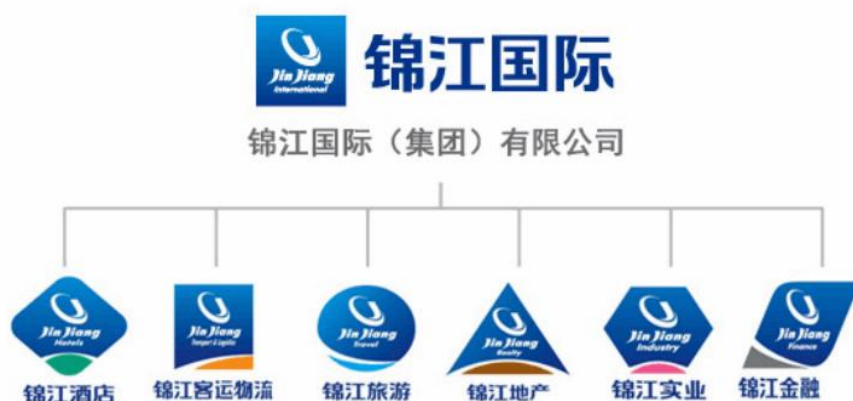 Jin Jiang
International
锦江国际
锦江国际（集团）有限公司
Jin Jiang
Hotels
锦江酒店
Jin Jiang
Transport & Logistics
锦江客运物流
Jin Jiang
Travel
锦江旅游
Jin Jiang
Realty
锦江地产
Jin Jiang
Industry
锦江实业
Jin Jiang
Finance
锦江金融